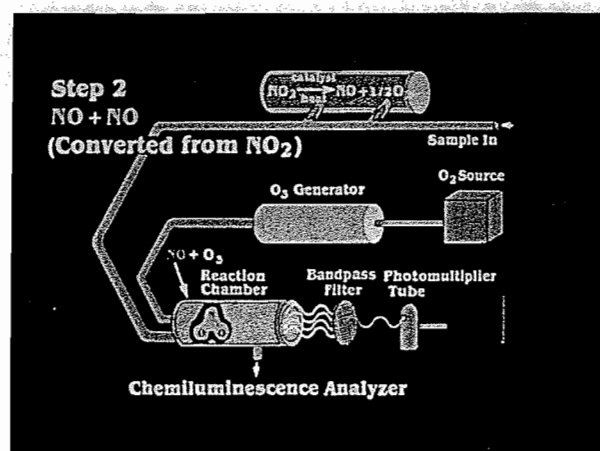 Step 2
NO + NO
(Converted from NO₂)
catalyst
NO₂ → NO + 1/2O
heat
Sample In
O₂ Source
O₃ Generator
NO + O₃
Reaction
Chamber
Bandpass
Filter
Photomultiplier
Tube
Chemiluminescence Analyzer